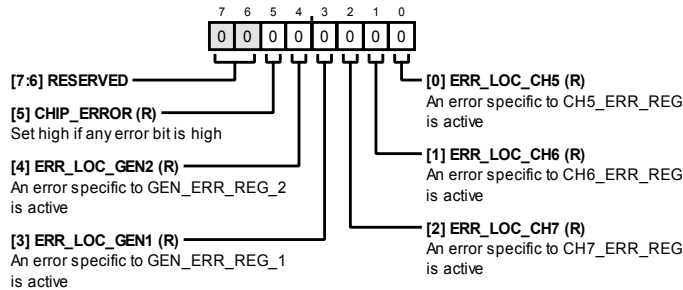 7 6 5 4 3 2 1 0
0 0 0 0 0 0 0 0
[7:6] RESERVED
[5] CHIP_ERROR (R)
Set high if any error bit is high
[4] ERR_LOC_GEN2 (R)
An error specific to GEN_ERR_REG_2
is active
[3] ERR_LOC_GEN1 (R)
An error specific to GEN_ERR_REG_1
is active
[0] ERR_LOC_CH5 (R)
An error specific to CH5_ERR_REG
is active
[1] ERR_LOC_CH6 (R)
An error specific to CH6_ERR_REG
is active
[2] ERR_LOC_CH7 (R)
An error specific to CH7_ERR_REG
is active